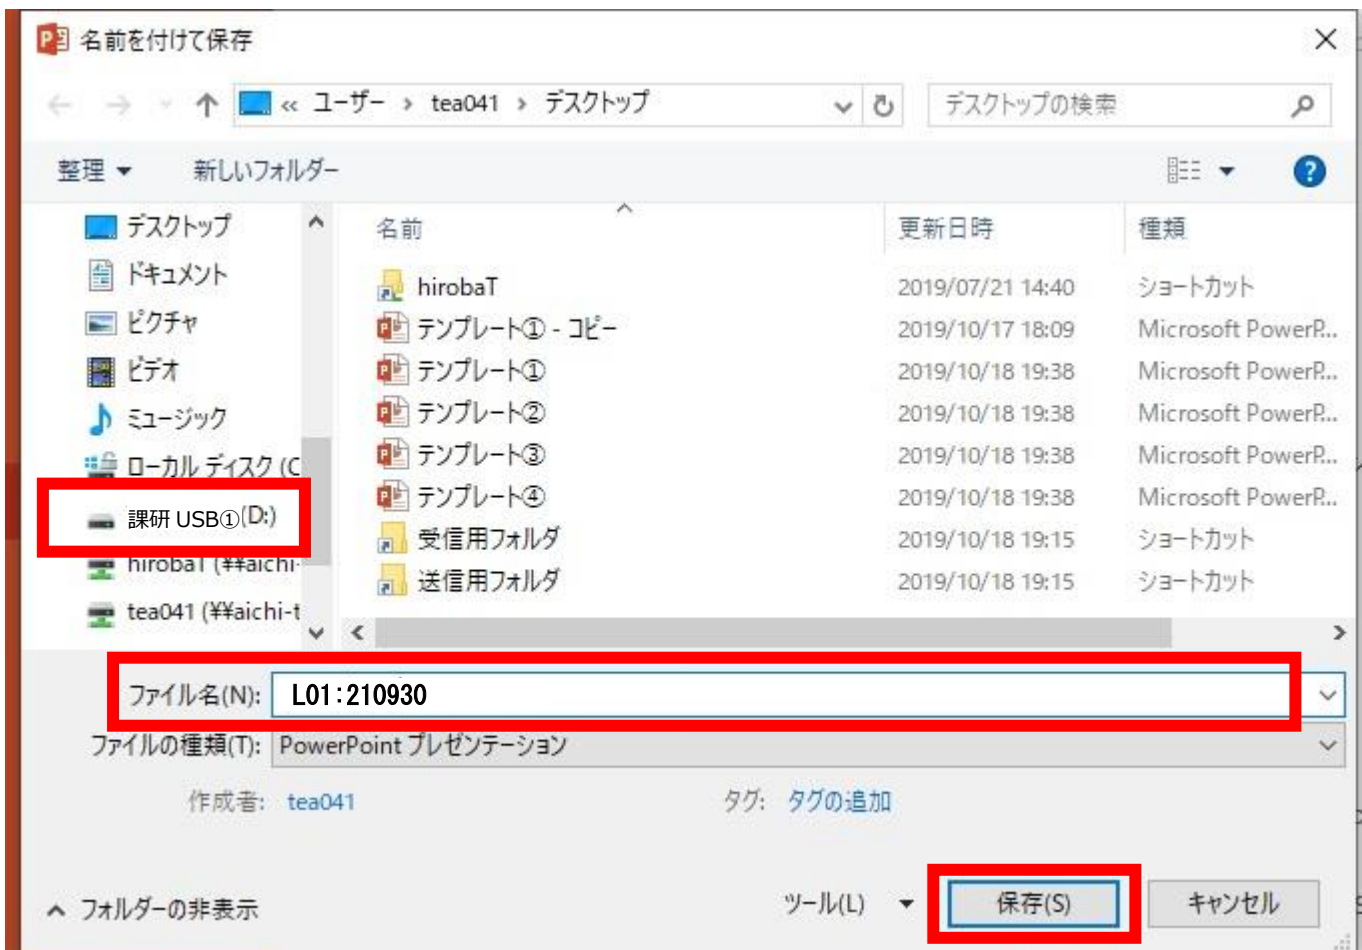 名前を付けて保存
« ユーザー › tea041 › デスクトップ
デスクトップの検索
整理 新しいフォルダー
デスクトップ
ドキュメント
ピクチャ
ビデオ
ミュージック
ローカル ディスク (C
課研 USB①(D:)
hirobaT (¥¥aichi-
tea041 (¥¥aichi-t
名前 更新日時 種類
hirobaT 2019/07/21 14:40 ショートカット
テンプレート① - コピー 2019/10/17 18:09 Microsoft PowerP...
テンプレート① 2019/10/18 19:38 Microsoft PowerP...
テンプレート② 2019/10/18 19:38 Microsoft PowerP...
テンプレート③ 2019/10/18 19:38 Microsoft PowerP...
テンプレート④ 2019/10/18 19:38 Microsoft PowerP...
受信用フォルダ 2019/10/18 19:15 ショートカット
送信用フォルダ 2019/10/18 19:15 ショートカット
ファイル名(N): L01:210930
ファイルの種類(T): PowerPoint プレゼンテーション
作成者: tea041 タグ: タグの追加
フォルダーの非表示 ツール(L) 保存(S) キャンセル